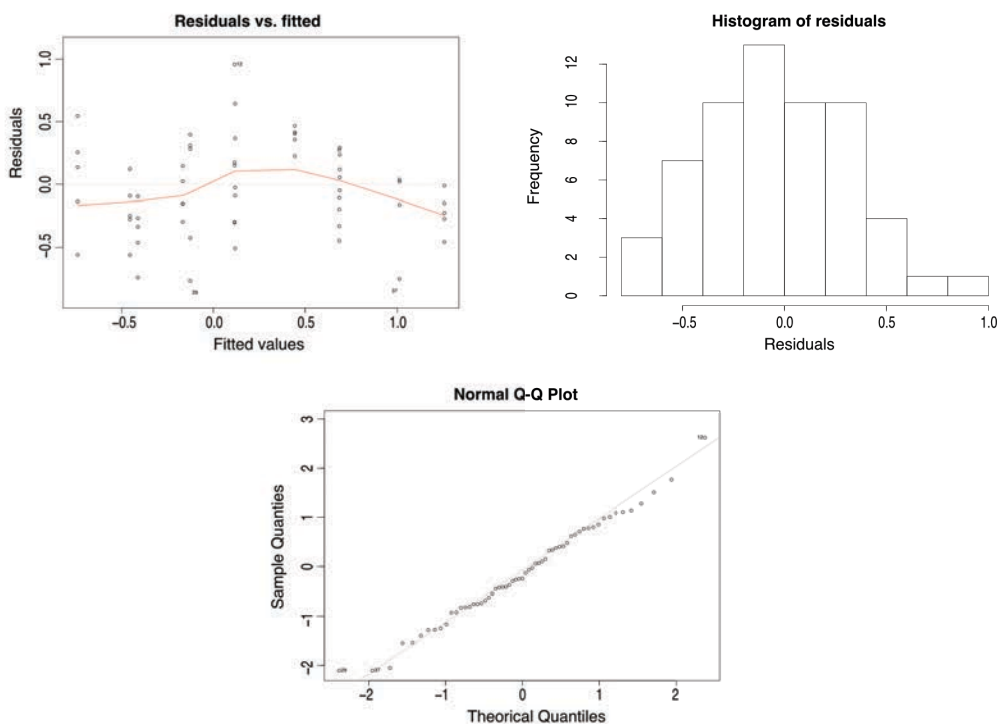 Residuals vs. fitted
Residuals
1.0
0.5
0.0
−0.5
−0.5 0.0 0.5 1.0
Fitted values
Histogram of residuals
Frequency
12
10
8
6
4
2
0
−0.5 0.0 0.5 1.0
Residuals
Normal Q-Q Plot
Sample Quanties
3
2
1
0
−1
−2
−2 −1 0 1 2
Theorical Quantiles